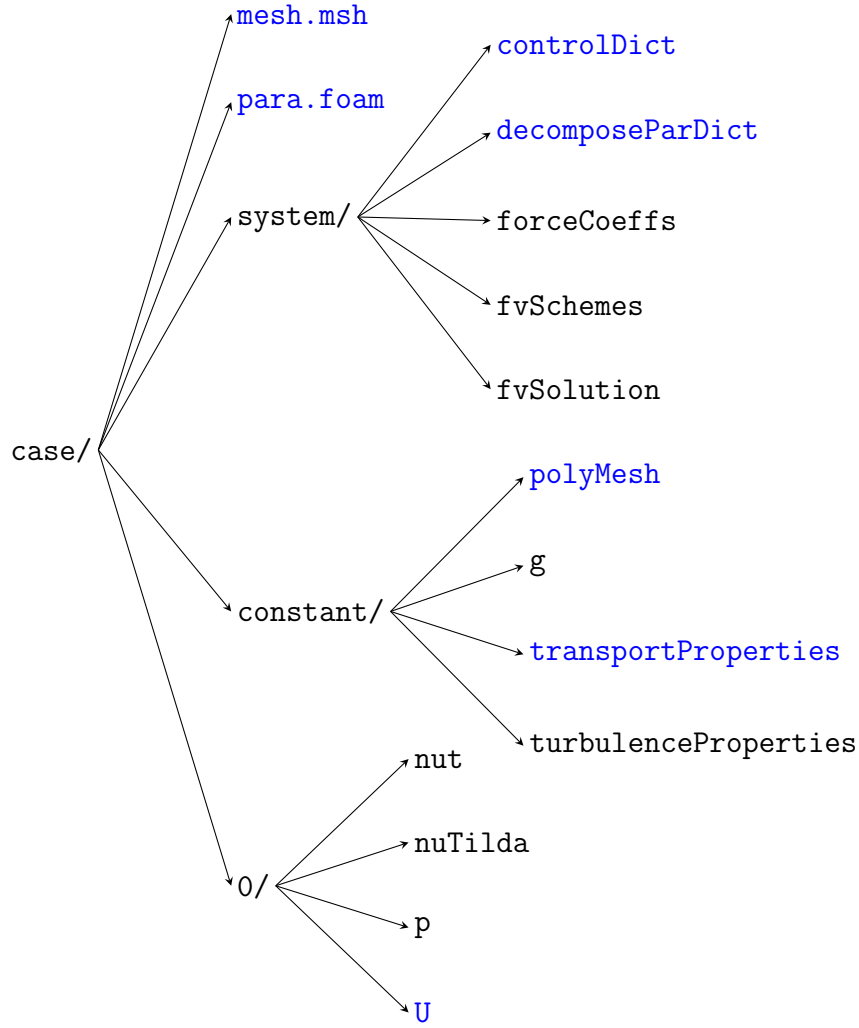 case/
mesh.msh
para.foam
system/
controlDict
decomposeParDict
forceCoeffs
fvSchemes
fvSolution
constant/
polyMesh
g
transportProperties
turbulenceProperties
0/
nut
nuTilda
p
U